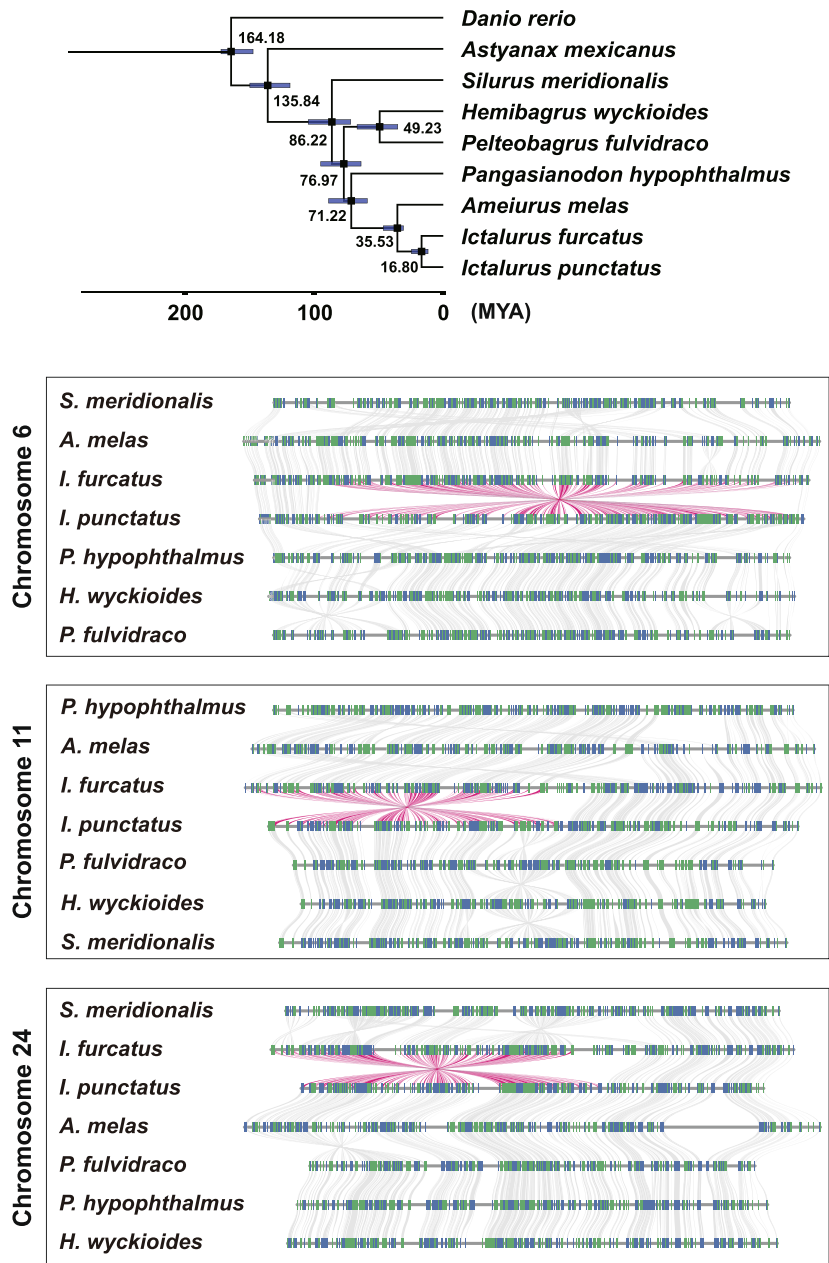 Danio rerio
164.18
Astyanax mexicanus
135.84
Silurus meridionalis
Hemibagrus wyckioides
49.23
86.22
Pelteobagrus fulvidraco
76.97
Pangasianodon hypophthalmus
71.22
Ameiurus melas
35.53
Ictalurus furcatus
16.80
Ictalurus punctatus
200 100 0 (MYA)
Chromosome 6
S. meridionalis
A. melas
I. furcatus
I. punctatus
P. hypophthalmus
H. wyckioides
P. fulvidraco
Chromosome 11
P. hypophthalmus
A. melas
I. furcatus
I. punctatus
P. fulvidraco
H. wyckioides
S. meridionalis
Chromosome 24
S. meridionalis
I. furcatus
I. punctatus
A. melas
P. fulvidraco
P. hypophthalmus
H. wyckioides